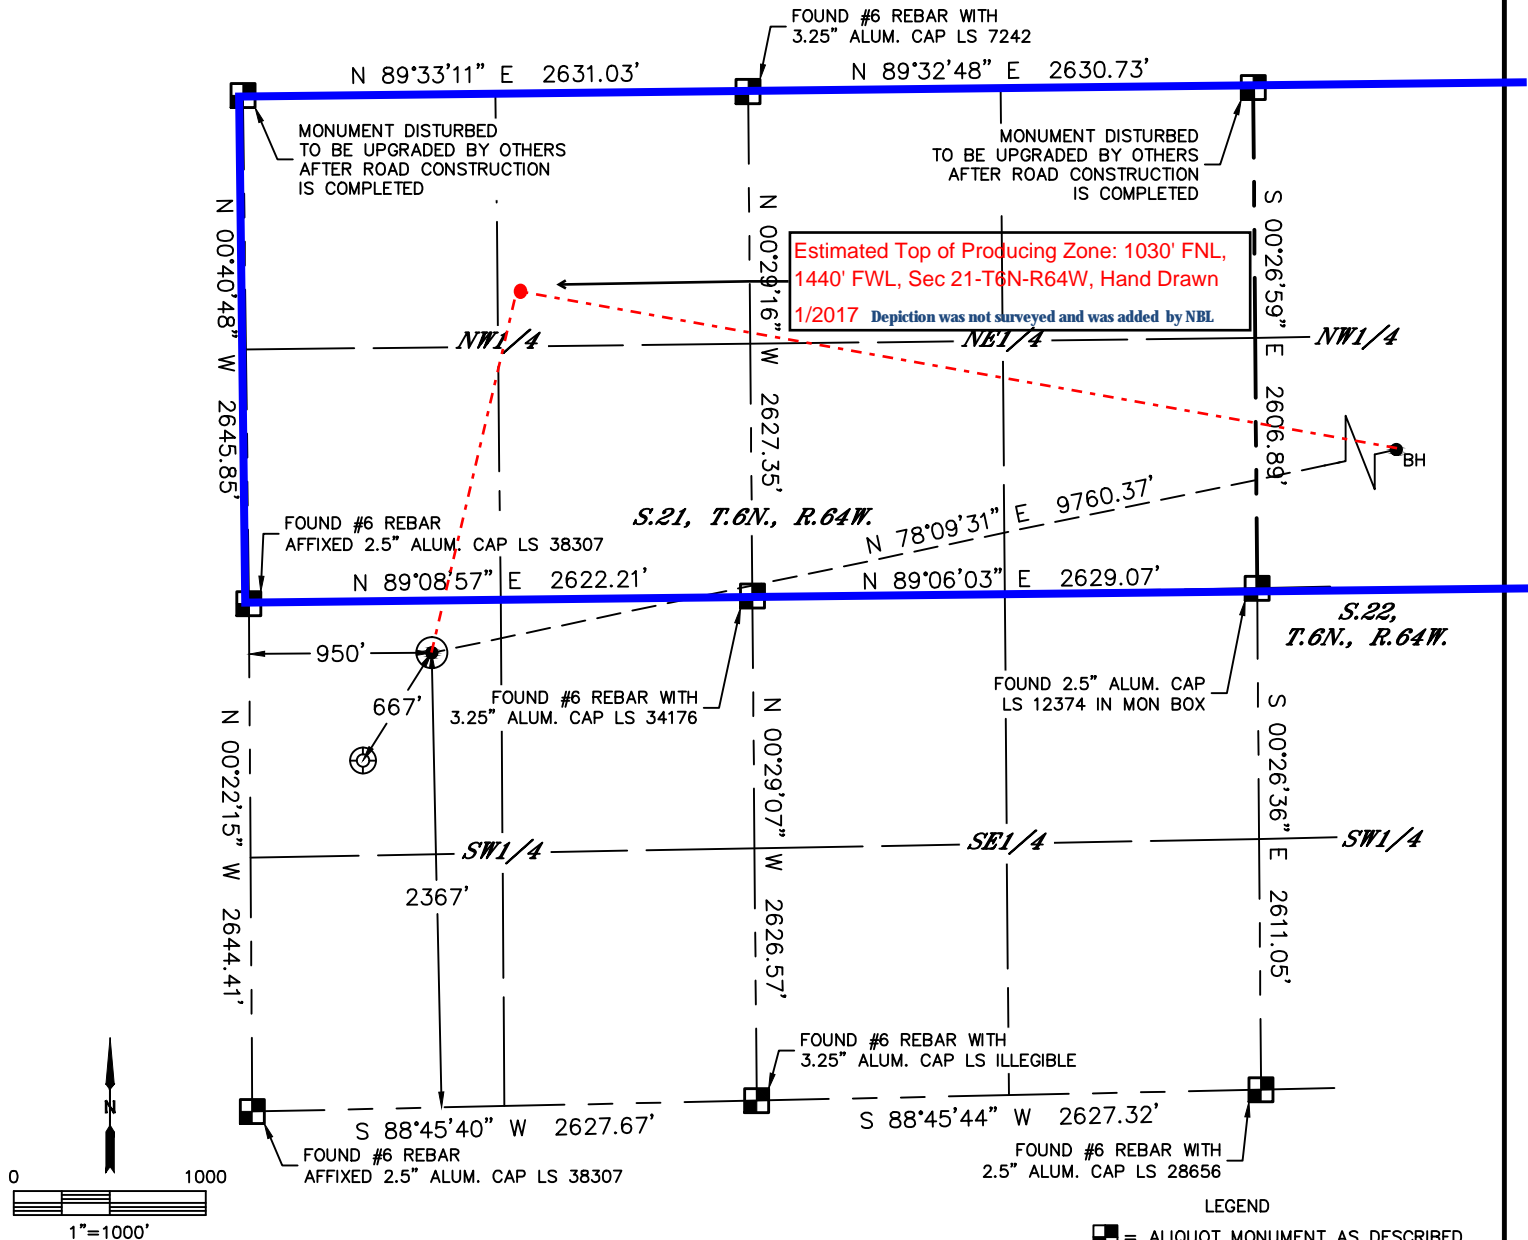 FOUND #6 REBAR WITH
3.25" ALUM. CAP LS 7242
N 89°33'11" E 2631.03'
N 89°32'48" E 2630.73'
MONUMENT DISTURBED
TO BE UPGRADED BY OTHERS
AFTER ROAD CONSTRUCTION
IS COMPLETED
MONUMENT DISTURBED
TO BE UPGRADED BY OTHERS
AFTER ROAD CONSTRUCTION
IS COMPLETED
N 00°40'48" W 2645.85'
N 00°29'16" W 2627.35'
S 00°26'59" E 2606.89'
Estimated Top of Producing Zone: 1030' FNL,
1440' FWL, Sec 21-T6N-R64W, Hand Drawn
1/2017 Depiction was not surveyed and was added by NBL
NW1/4
NE1/4
NW1/4
BH
S.21, T.6N., R.64W.
N 78°09'31" E 9760.37'
FOUND #6 REBAR
AFFIXED 2.5" ALUM. CAP LS 38307
N 89°08'57" E 2622.21'
N 89°06'03" E 2629.07'
S.22,
T.6N., R.64W.
950'
667'
FOUND #6 REBAR WITH
3.25" ALUM. CAP LS 34176
FOUND 2.5" ALUM. CAP
LS 12374 IN MON BOX
N 00°22'15" W 2644.41'
N 00°29'07" W 2626.57'
S 00°26'36" E 2611.05'
SW1/4
SE1/4
SW1/4
2367'
FOUND #6 REBAR WITH
3.25" ALUM. CAP LS ILLEGIBLE
N
S 88°45'40" W 2627.67'
S 88°45'44" W 2627.32'
FOUND #6 REBAR
AFFIXED 2.5" ALUM. CAP LS 38307
FOUND #6 REBAR WITH
2.5" ALUM. CAP LS 28656
0 1000
1"=1000'
LEGEND
= ALIQUOT MONUMENT AS DESCRIBED